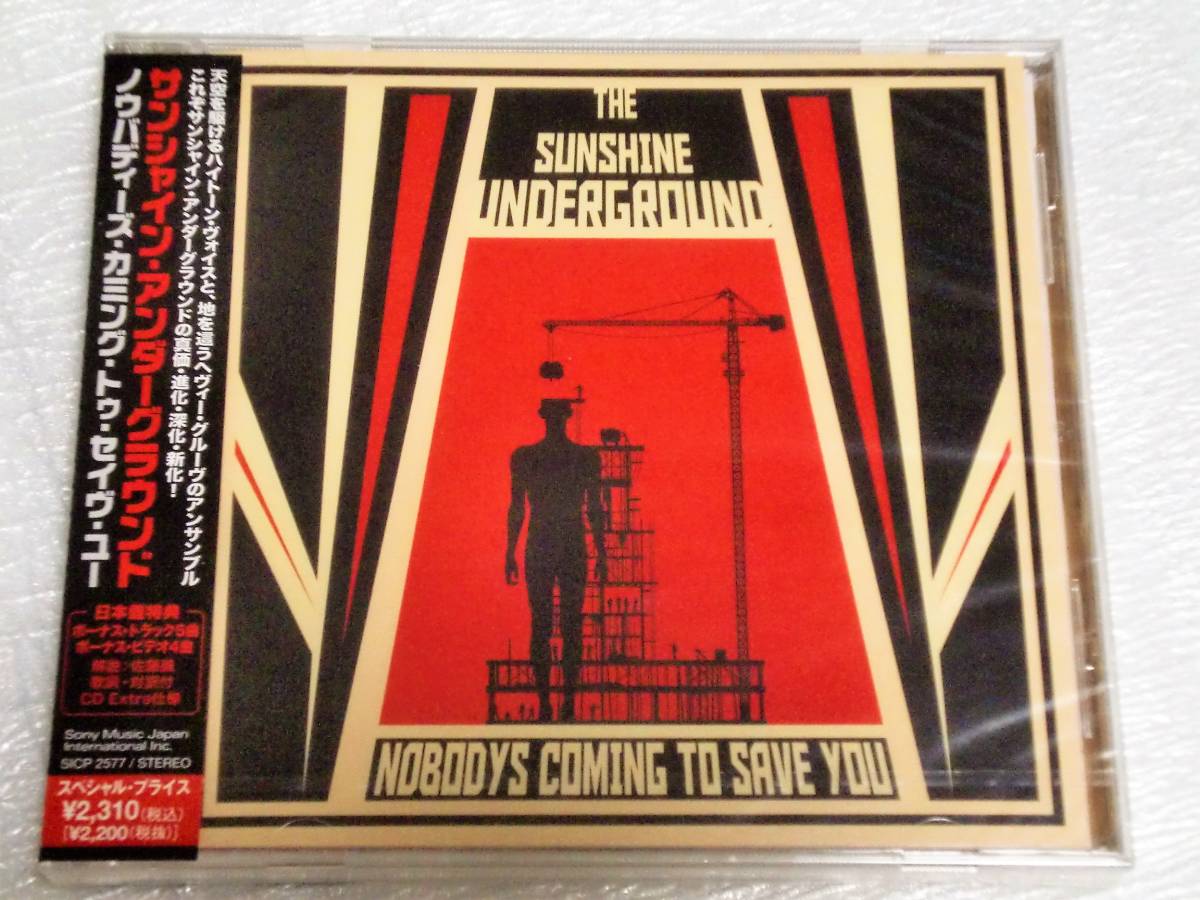 天空を駆けるハイトーン・ヴォイスと、地を這うヘヴィー・グルーヴのアンサンブル
これぞサンシャイン・アンダーグラウンドの真価・進化・深化・新化!
サンシャイン・アンダーグラウンド
ノウバディーズ・カミング・トゥ・セイヴ・ユー
日本盤特典
ボーナス・トラック5曲
ボーナス・ビデオ4曲
歌詞・対訳付
CD Extra仕様
Sony Music Japan
International Inc.
SICP 2577 / STEREO
スペシャル・プライス
¥2,310(税込)
[¥2,200(税抜)]
THE
SUNSHINE
UNDERGROUND
NOBODYS COMING TO SAVE YOU